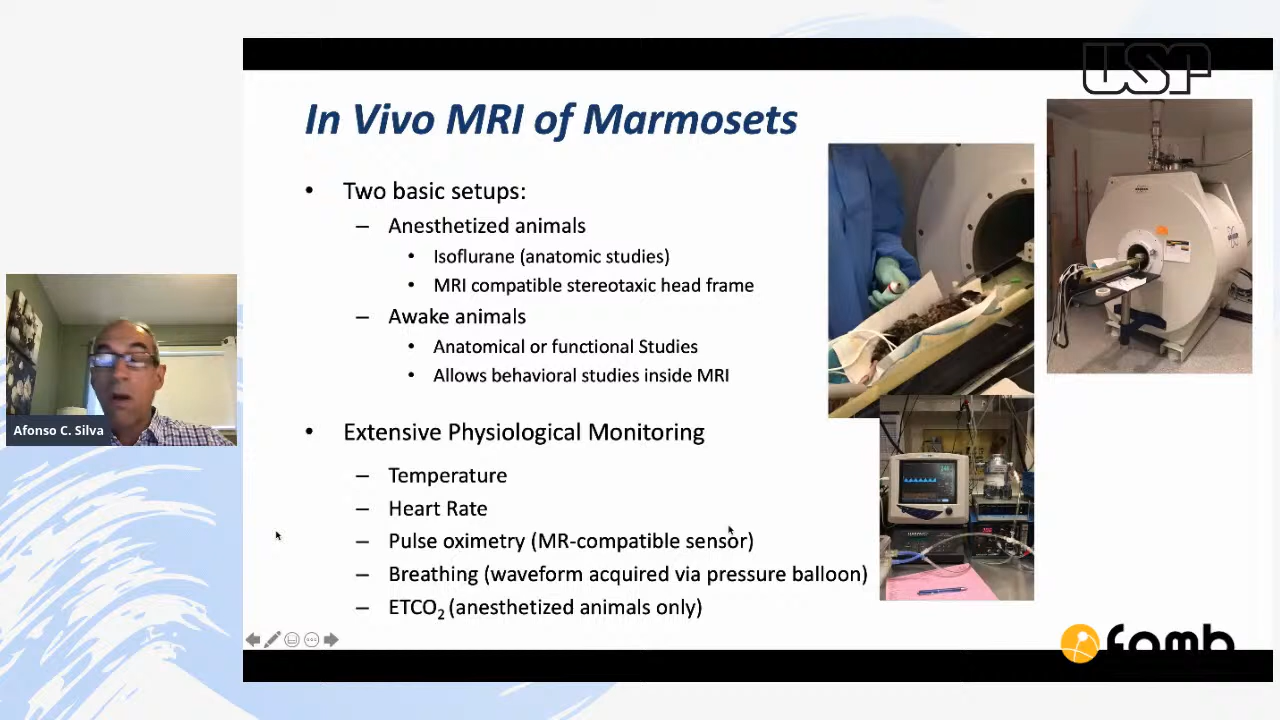 USP
In Vivo MRI of Marmosets
• Two basic setups:
– Anesthetized animals
• Isoflurane (anatomic studies)
• MRI compatible stereotaxic head frame
– Awake animals
• Anatomical or functional Studies
• Allows behavioral studies inside MRI
Afonso C. Silva
• Extensive Physiological Monitoring
– Temperature
– Heart Rate
– Pulse oximetry (MR-compatible sensor)
– Breathing (waveform acquired via pressure balloon)
– ETCO₂ (anesthetized animals only)
famb